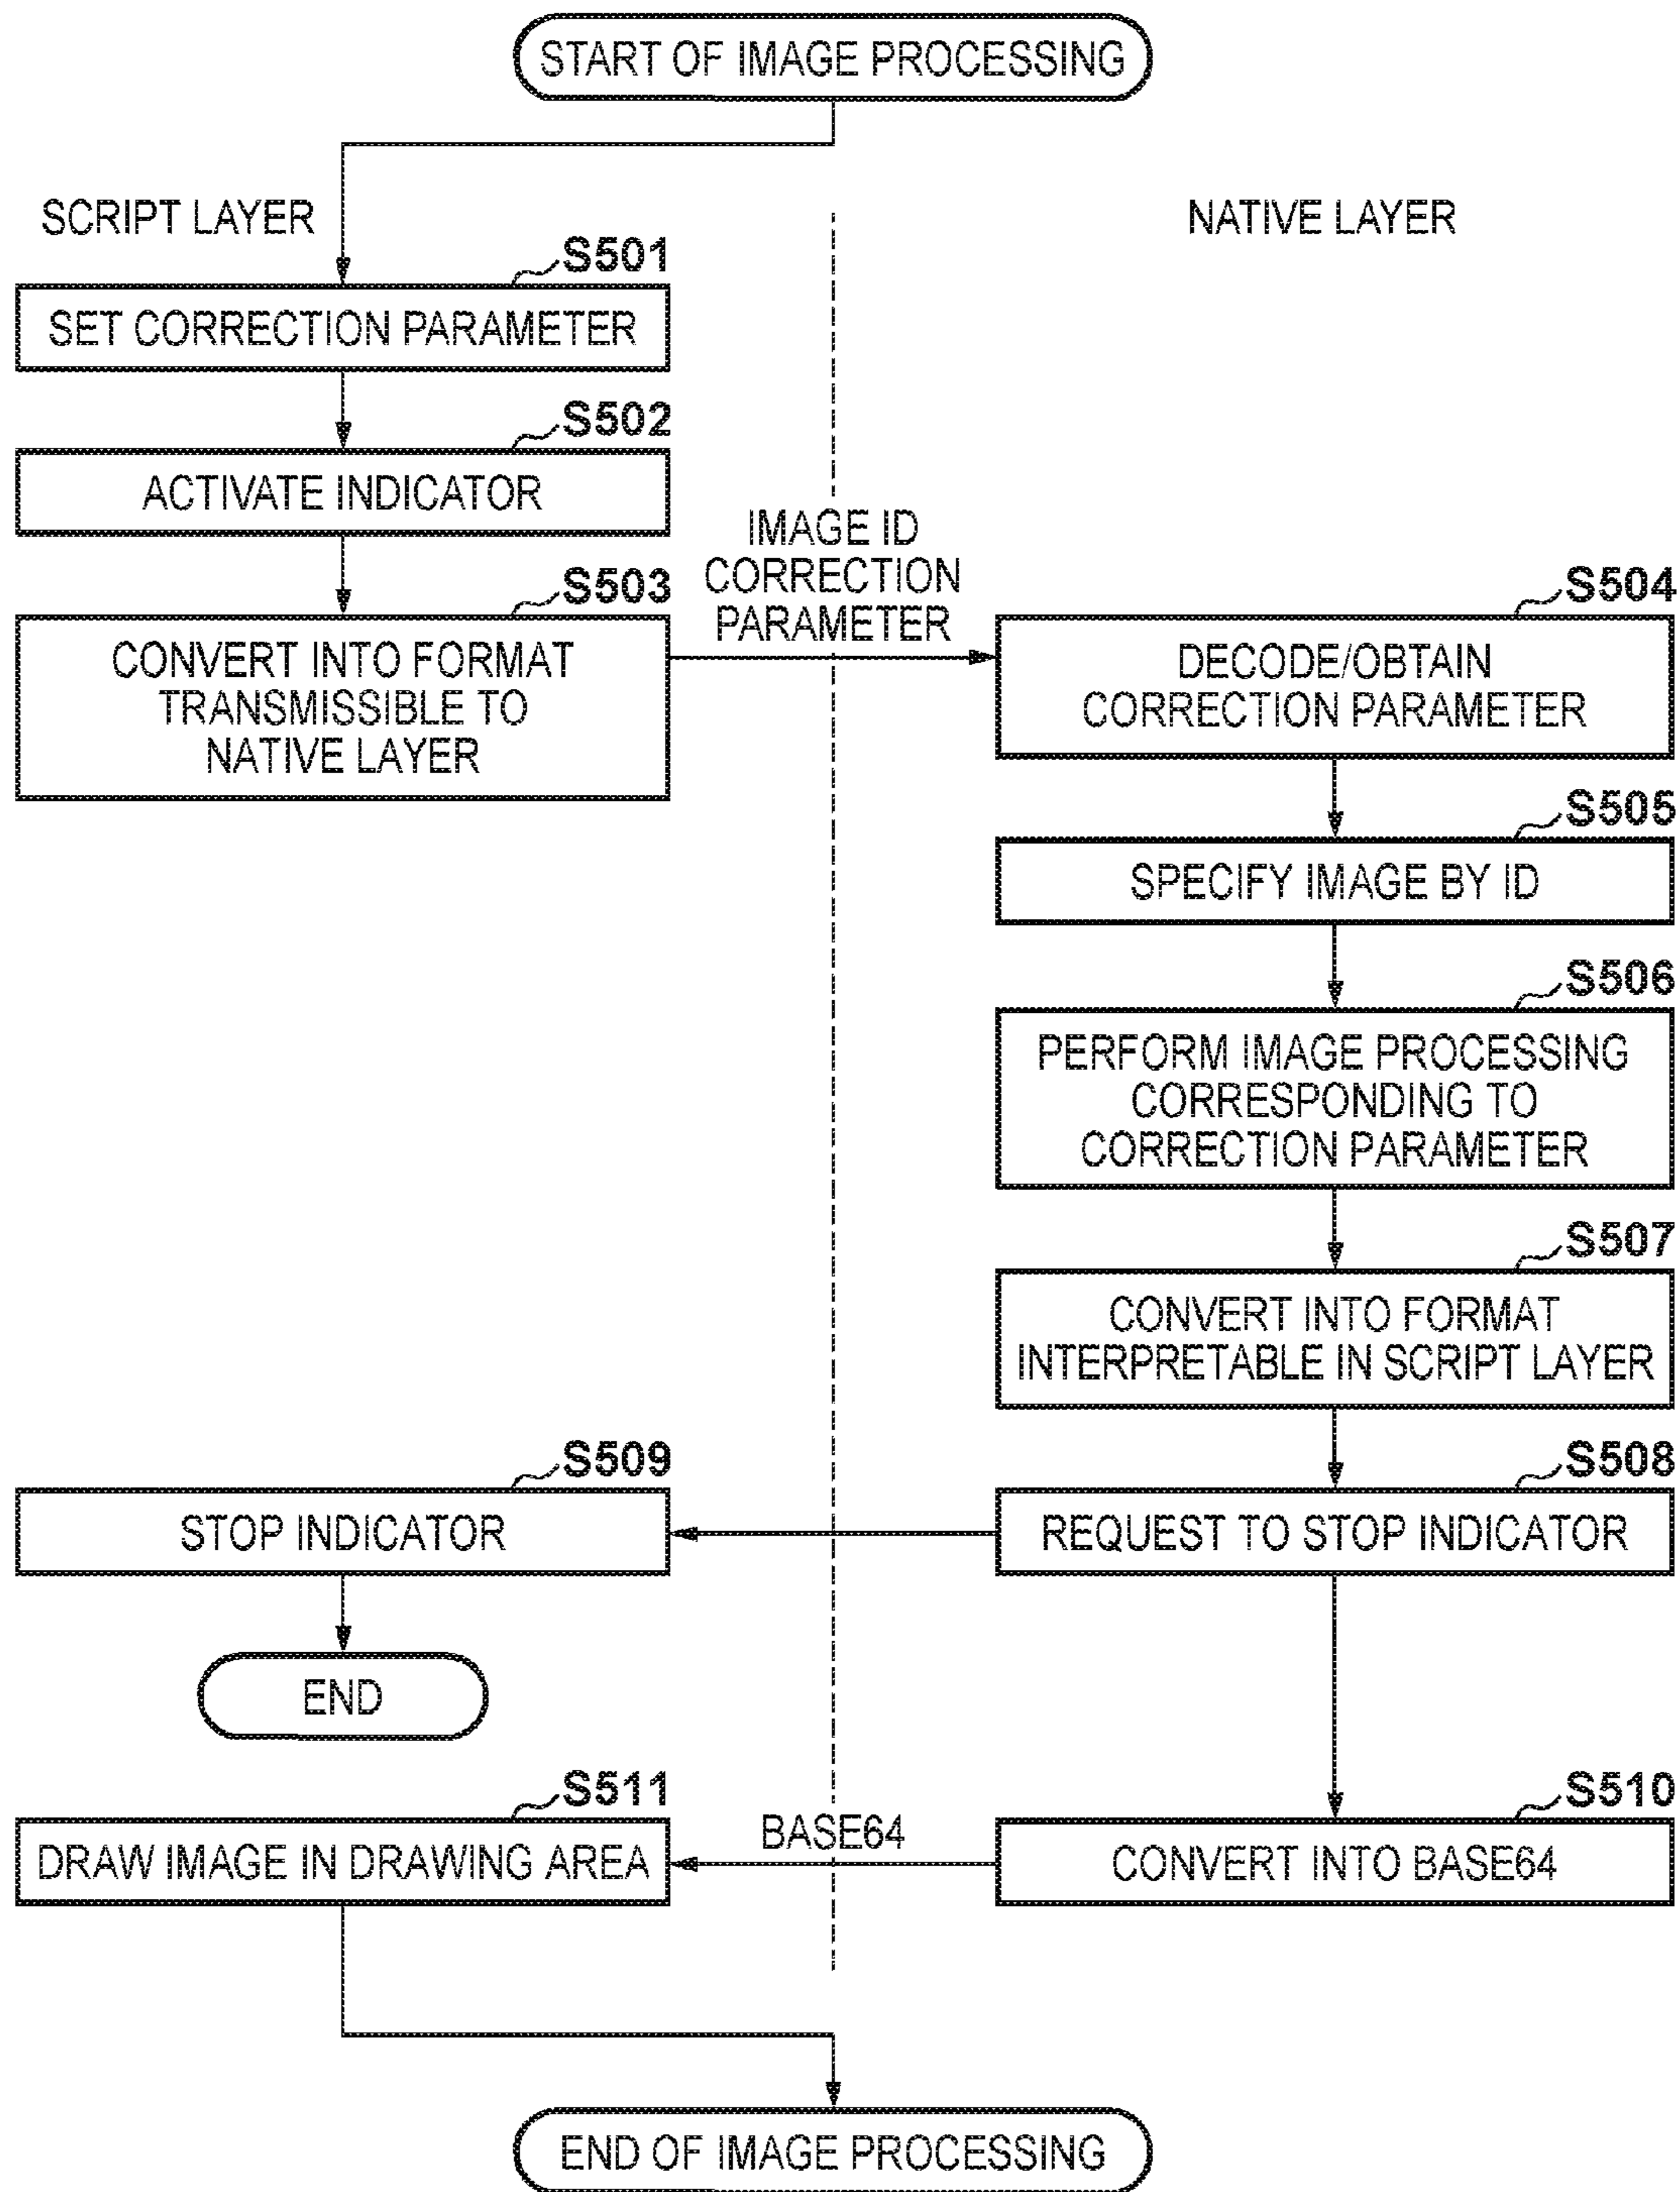 START OF IMAGE PROCESSING
SCRIPT LAYER
NATIVE LAYER
S501
SET CORRECTION PARAMETER
S502
ACTIVATE INDICATOR
S503
CONVERT INTO FORMAT
TRANSMISSIBLE TO
NATIVE LAYER
IMAGE ID
CORRECTION
PARAMETER
S504
DECODE/OBTAIN
CORRECTION PARAMETER
S505
SPECIFY IMAGE BY ID
S506
PERFORM IMAGE PROCESSING
CORRESPONDING TO
CORRECTION PARAMETER
S507
CONVERT INTO FORMAT
INTERPRETABLE IN SCRIPT LAYER
S508
REQUEST TO STOP INDICATOR
S509
STOP INDICATOR
END
S510
CONVERT INTO BASE64
BASE64
S511
DRAW IMAGE IN DRAWING AREA
END OF IMAGE PROCESSING